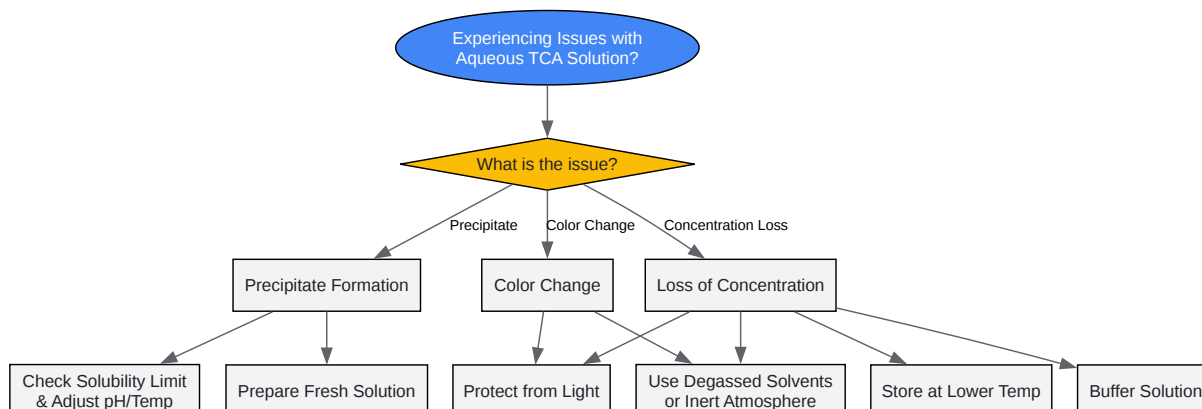 Experiencing Issues with
Aqueous TCA Solution?
What is the issue?
Precipitate
Color Change
Concentration Loss
Precipitate Formation
Color Change
Loss of Concentration
Check Solubility Limit
& Adjust pH/Temp
Prepare Fresh Solution
Protect from Light
Use Degassed Solvents
or Inert Atmosphere
Store at Lower Temp
Buffer Solution